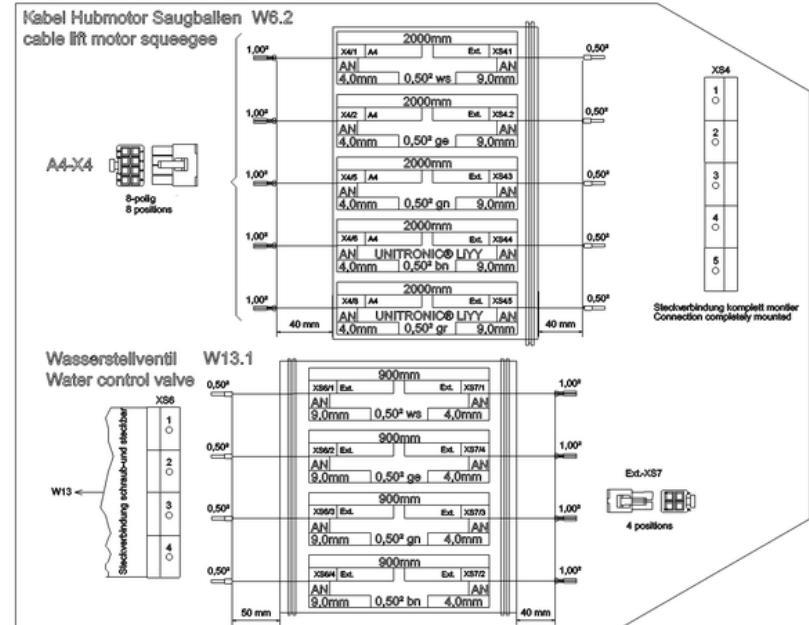 Kabel Hubmotor Saugballen W6.2
cable lift motor squeegee
A4-X4
8-polig
8 positions
1,00² 2000mm 0,50²
X4/1 A4 Ext. XS41
AN AN
4.0mm 0,50² ws 9.0mm
1,00² 2000mm 0,50²
X4/2 A4 Ext. XS4.2
AN AN
4.0mm 0,50² ge 9.0mm
1,00² 2000mm 0,50²
X4/5 A4 Ext. XS43
AN AN
4.0mm 0,50² gn 9.0mm
1,00² 2000mm 0,50²
X4/6 A4 Ext. XS44
AN UNITRONIC® LiYY AN
4.0mm 0,50² bn 9.0mm
1,00² 2000mm 0,50²
X4/8 A4 Ext. XS45
AN UNITRONIC® LiYY AN
4.0mm 0,50² gr 9.0mm
40 mm 40 mm
XS4
1
2
3
4
5
Steckverbindung komplett montier
Connection completely mounted
Wasserstellventil W13.1
Water control valve
XS6
1
2
3
4
Steckverbindung schraub-und steckbar
W13
0,50² 900mm 1,00²
XS6/1 Ext. Ext. XS7/1
AN AN
9.0mm 0,50² ws 4.0mm
0,50² 900mm 1,00²
XS6/2 Ext. Ext. XS7/4
AN AN
9.0mm 0,50² ge 4.0mm
0,50² 900mm 1,00²
XS6/3 Ext. Ext. XS7/3
AN AN
9.0mm 0,50² gn 4.0mm
0,50² 900mm 1,00²
XS6/4 Ext. Ext. XS7/2
AN AN
9.0mm 0,50² bn 4.0mm
50 mm 40 mm
Ext.-XS7
4 positions